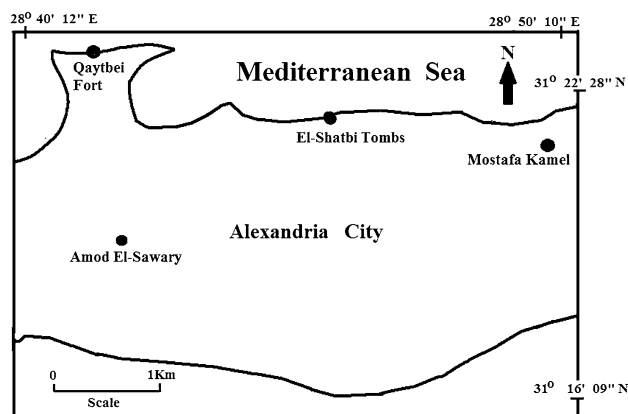 28° 40' 12" E
28° 50' 10" E
Qaytbei
Fort
Mediterranean Sea
N
31° 22' 28" N
El-Shatbi Tombs
Mostafa Kamel
Alexandria City
Amod El-Sawary
0 1Km
Scale
31° 16' 09" N